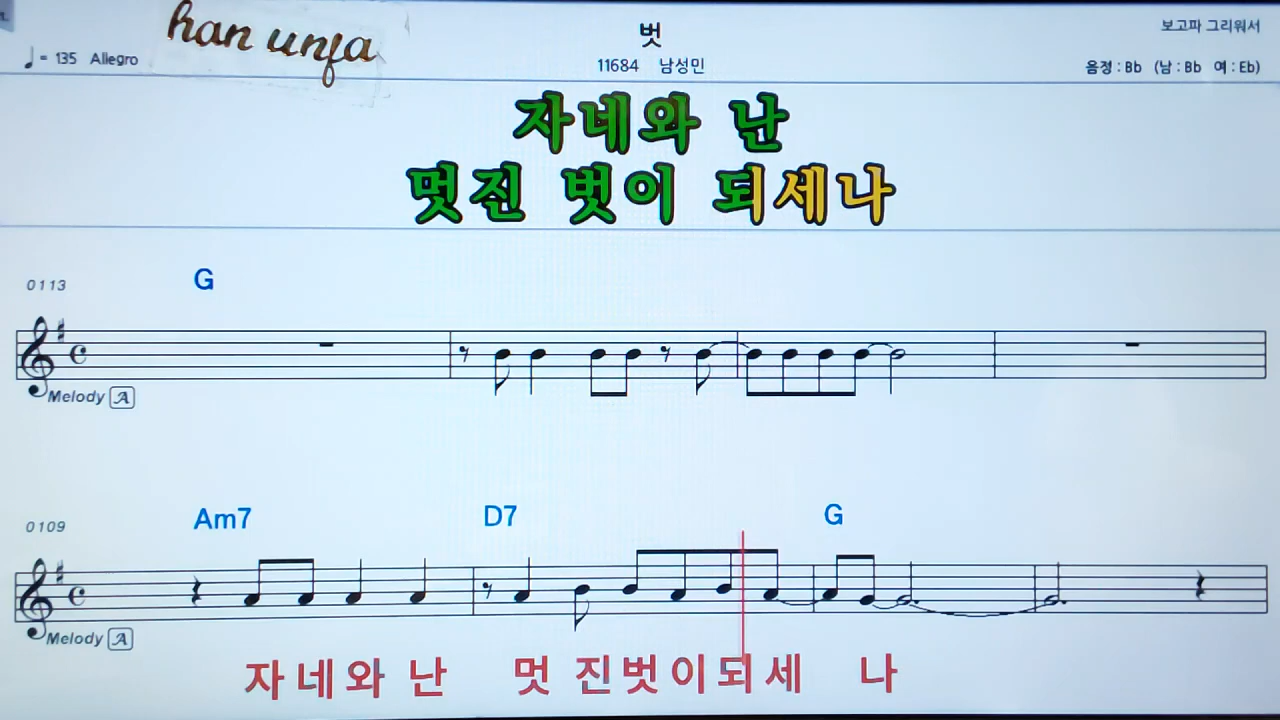 han unfa
벗
보고파 그리워서
♩ = 135 Allegro
11684 남성민
음정 : Bb (남 : Bb 여 : Eb)
자네와 난
멋진 벗이 되세나
0113
G
Melody A
0109
Am7 D7 G
Melody A
자네와 난 멋 진벗이되세 나